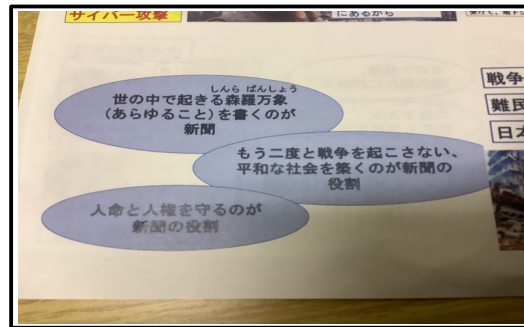 サイバー攻撃
にあるから
しんら ばんしょう
世の中で起きる森羅万象
(あらゆること)を書くのが
新聞
もう二度と戦争を起こさない、
平和な社会を築くのが新聞の
役割
人命と人権を守るのが
新聞の役割
戦争
難民